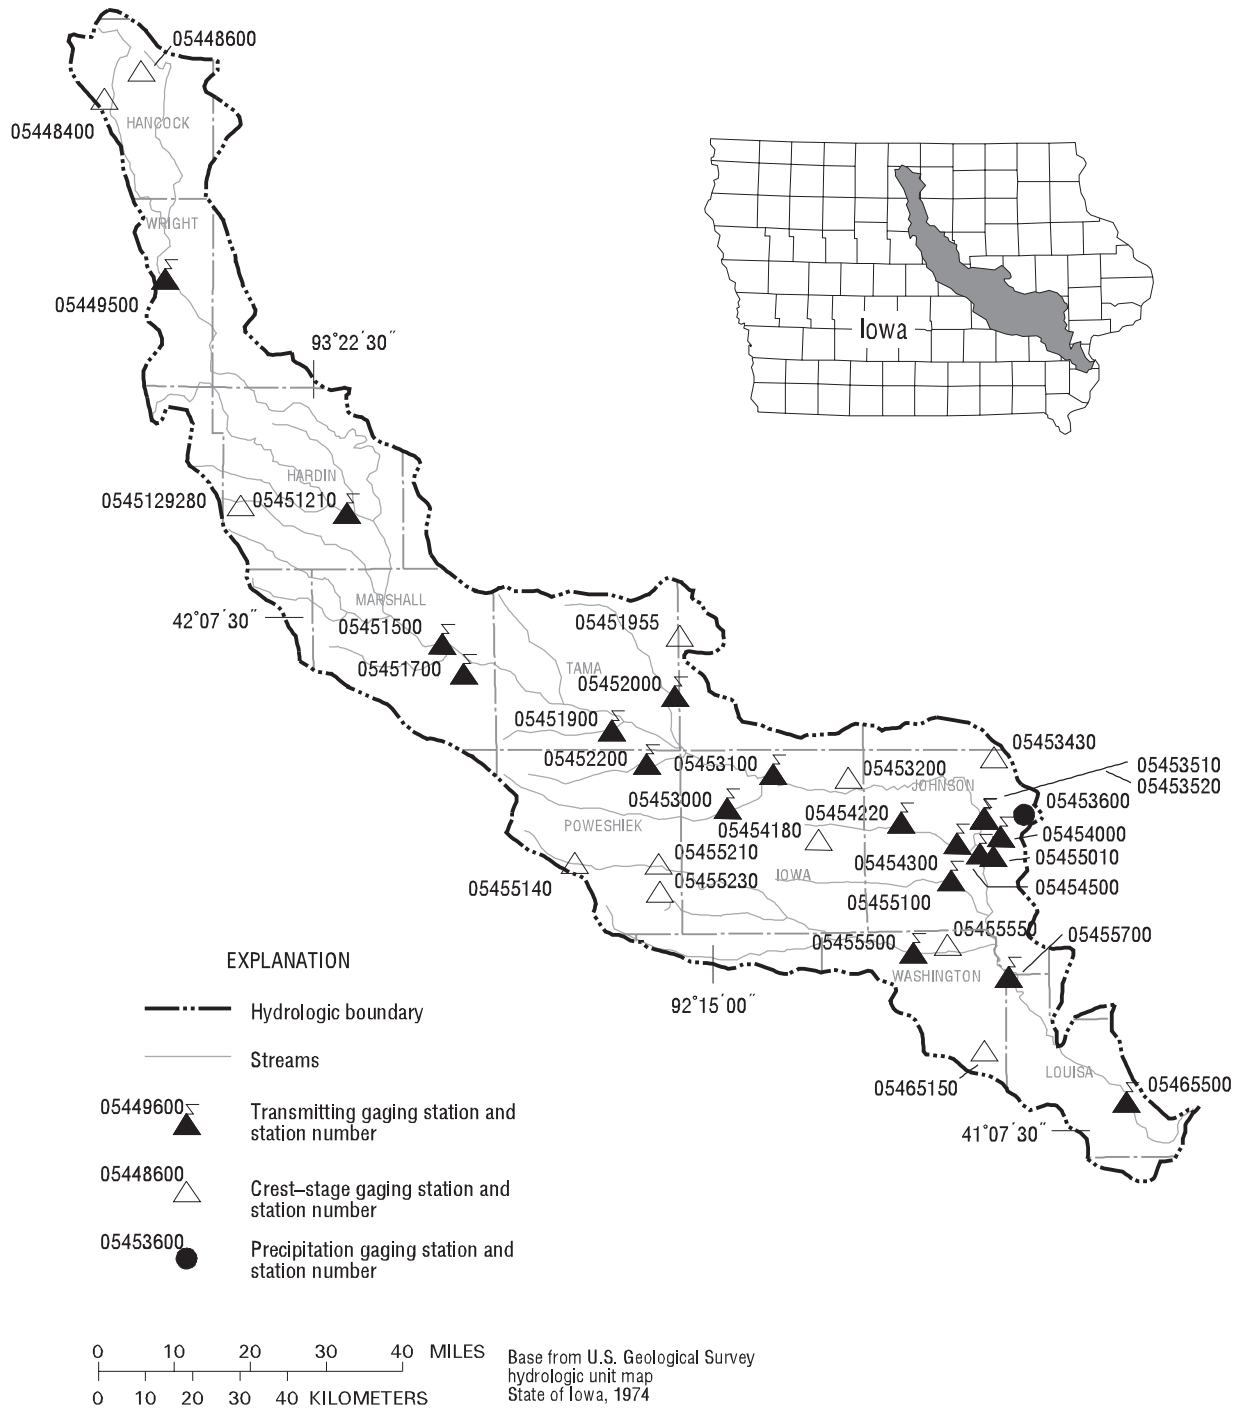 05448600
05448400
HANCOCK
WRIGHT
05449500
93°22'30"
Iowa
HARDIN
0545129280
05451210
MARSHALL
42°07'30"
05451500
05451955
05451700
TAMA
05452000
05451900
05452200
05453100
05453200
05453430
05453510
05453520
JOHNSON
05453000
05453600
POWESHIEK
05454180
05454220
05454000
05455210
05454300
05455010
IOWA
05455230
05455140
05454500
05455100
05455500
05455550
05455700
WASHINGTON
92°15'00"
05465150
LOUISA
05465500
41°07'30"
EXPLANATION
Hydrologic boundary
Streams
05449600
Transmitting gaging station and
station number
05448600
Crest–stage gaging station and
station number
05453600
Precipitation gaging station and
station number
0 10 20 30 40 MILES
0 10 20 30 40 KILOMETERS
Base from U.S. Geological Survey
hydrologic unit map
State of Iowa, 1974